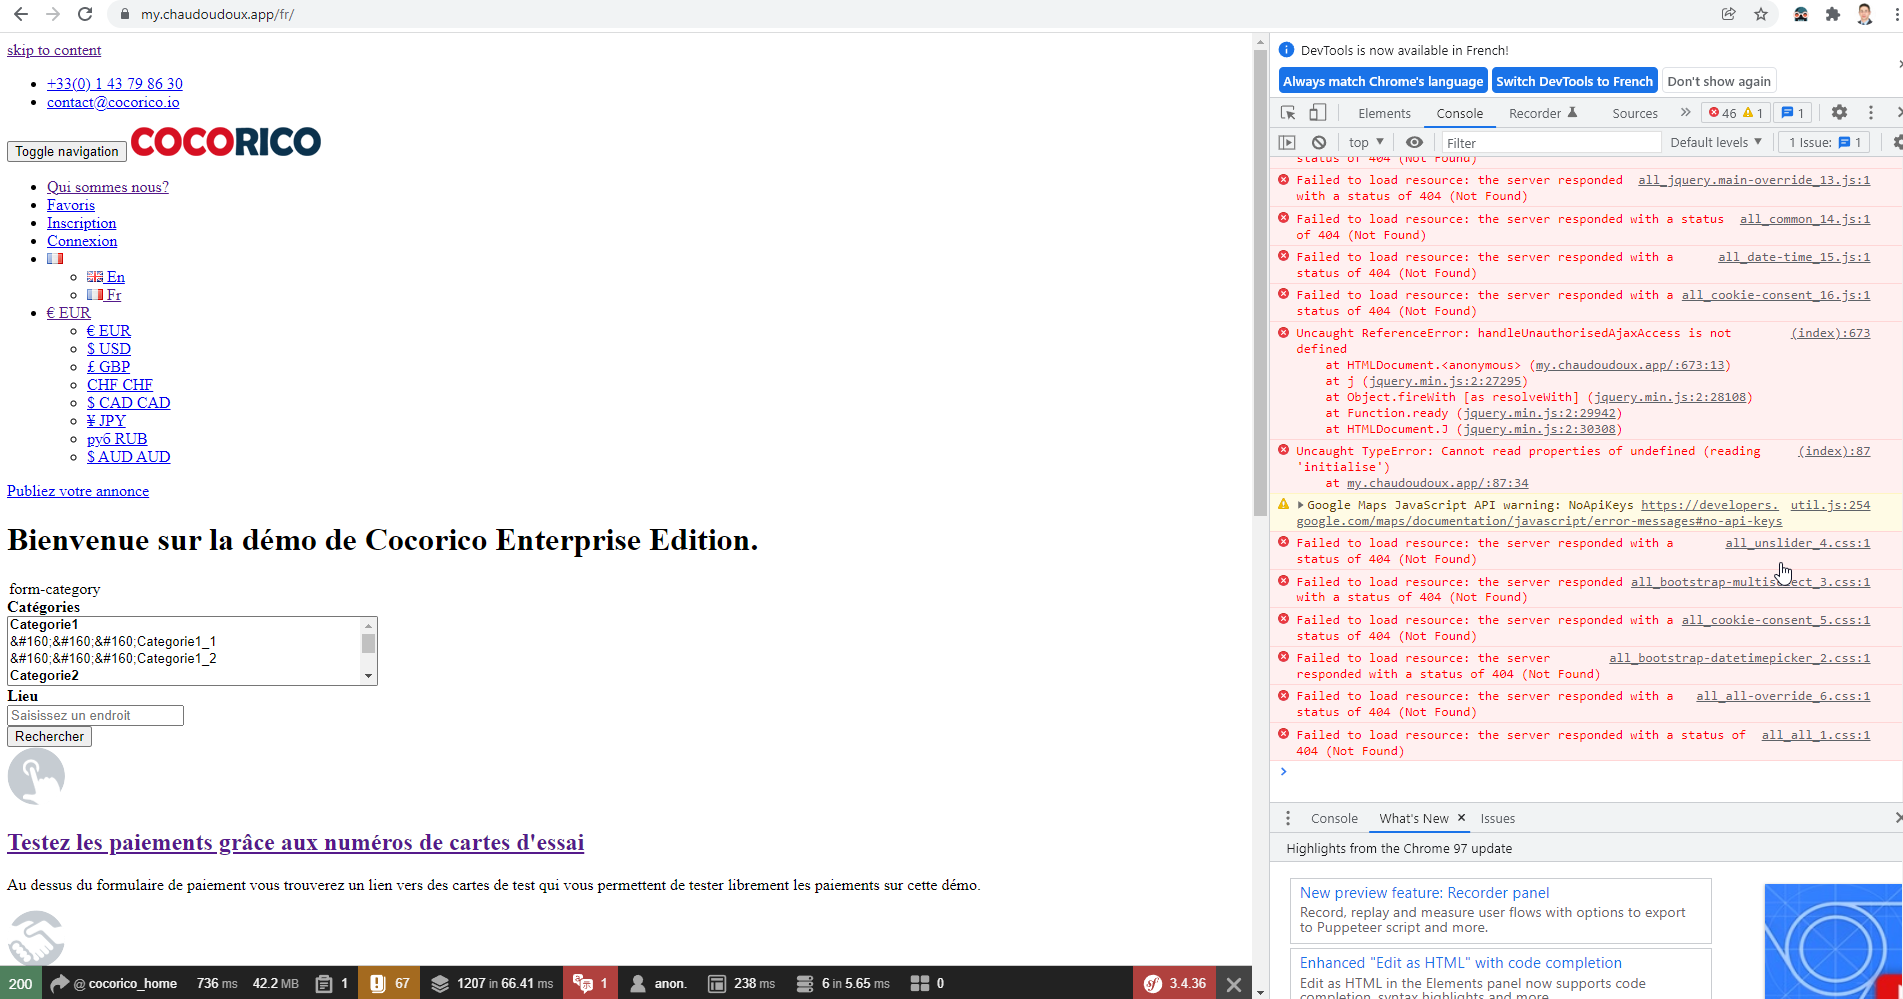 my.chaudoudoux.app/fr/
skip to content
+33(0) 1 43 79 86 30
contact@cocorico.io
Toggle navigation
COCORICO
Qui sommes nous?
Favoris
Inscription
Connexion
En
Fr
€ EUR
€ EUR
$ USD
£ GBP
CHF CHF
$ CAD CAD
¥ JPY
руб RUB
$ AUD AUD
Publiez votre annonce
Bienvenue sur la démo de Cocorico Enterprise Edition.
form-category
Catégories
Categorie1
&#160;&#160;&#160;Categorie1_1
&#160;&#160;&#160;Categorie1_2
Categorie2
Lieu
Saisissez un endroit
Rechercher
Testez les paiements grâce aux numéros de cartes d'essai
Au dessus du formulaire de paiement vous trouverez un lien vers des cartes de test qui vous permettent de tester librement les paiements sur cette démo.
200 @ cocorico_home 736 ms 42.2 MB 1 67 1207 in 66.41 ms 1 anon. 238 ms 6 in 5.65 ms 0 sf 3.4.36
DevTools is now available in French!
Always match Chrome's language Switch DevTools to French Don't show again
Elements Console Recorder Sources » 46 1 1
top Filter Default levels 1 Issue: 1
status of 404 (Not Found)
Failed to load resource: the server responded all_jquery.main-override_13.js:1
with a status of 404 (Not Found)
Failed to load resource: the server responded with a status all_common_14.js:1
of 404 (Not Found)
Failed to load resource: the server responded with a all_date-time_15.js:1
status of 404 (Not Found)
Failed to load resource: the server responded with a all_cookie-consent_16.js:1
status of 404 (Not Found)
Uncaught ReferenceError: handleUnauthorisedAjaxAccess is not (index):673
defined
at HTMLDocument.<anonymous> (my.chaudoudoux.app/:673:13)
at j (jquery.min.js:2:27295)
at Object.fireWith [as resolveWith] (jquery.min.js:2:28108)
at Function.ready (jquery.min.js:2:29942)
at HTMLDocument.J (jquery.min.js:2:30308)
Uncaught TypeError: Cannot read properties of undefined (reading (index):87
'initialise')
at my.chaudoudoux.app/:87:34
Google Maps JavaScript API warning: NoApiKeys https://developers. util.js:254
google.com/maps/documentation/javascript/error-messages#no-api-keys
Failed to load resource: the server responded with a all_unslider_4.css:1
status of 404 (Not Found)
Failed to load resource: the server responded all_bootstrap-multiselect_3.css:1
with a status of 404 (Not Found)
Failed to load resource: the server responded with a all_cookie-consent_5.css:1
status of 404 (Not Found)
Failed to load resource: the server all_bootstrap-datetimepicker_2.css:1
responded with a status of 404 (Not Found)
Failed to load resource: the server responded with a all_all-override_6.css:1
status of 404 (Not Found)
Failed to load resource: the server responded with a status of all_all_1.css:1
404 (Not Found)
Console What's New Issues
Highlights from the Chrome 97 update
New preview feature: Recorder panel
Record, replay and measure user flows with options to export
to Puppeteer script and more.
Enhanced "Edit as HTML" with code completion
Edit as HTML in the Elements panel now supports code
completion, syntax highlights and more.